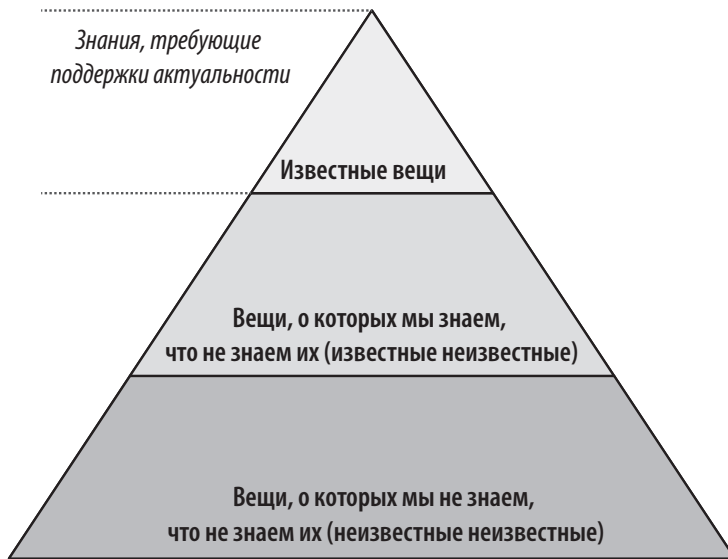 Знания, требующие
поддержки актуальности
Известные вещи
Вещи, о которых мы знаем,
что не знаем их (известные неизвестные)
Вещи, о которых мы не знаем,
что не знаем их (неизвестные неизвестные)